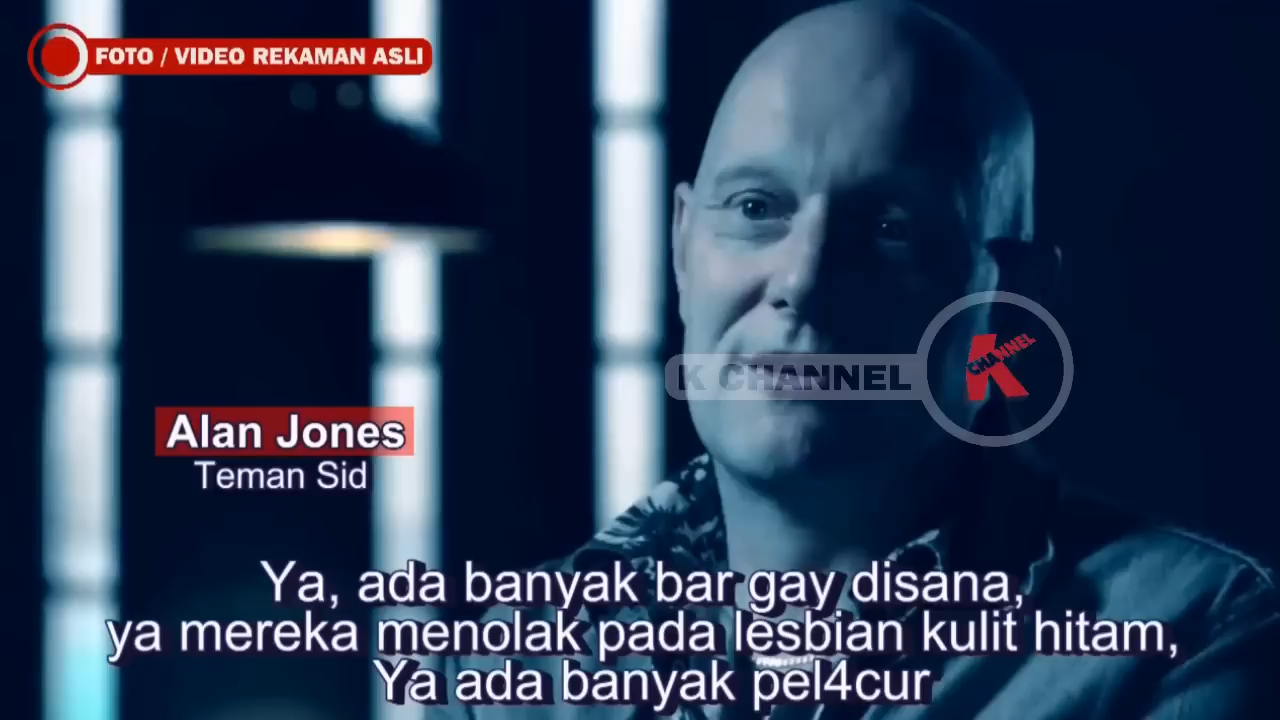 FOTO / VIDEO REKAMAN ASLI
K CHANNEL
K CHANNEL
Alan Jones
Teman Sid
Ya, ada banyak bar gay disana,
ya mereka menolak pada lesbian kulit hitam,
Ya ada banyak pel4cur